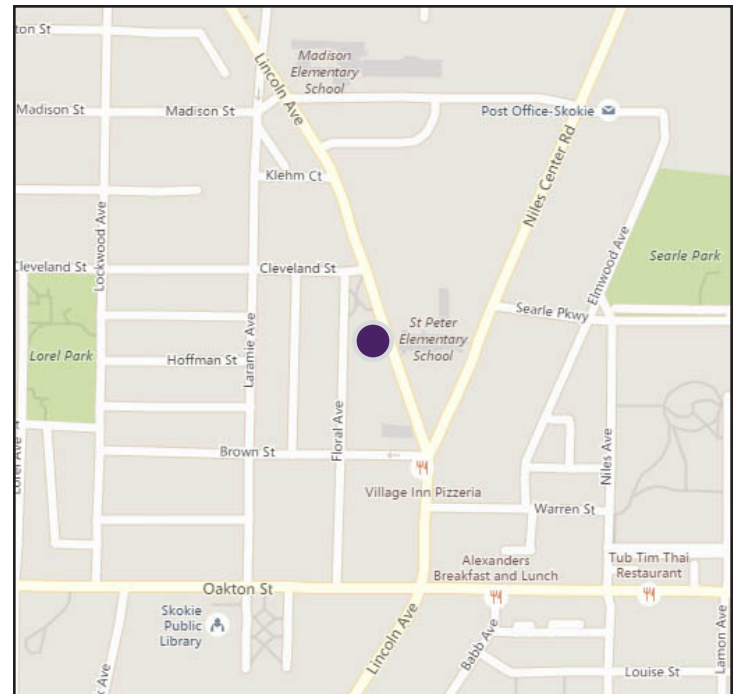 ton St
Madison
Elementary
School
Lincoln Ave
Madison St
Madison St
Post Office-Skokie
Niles Center Rd
Klehm Ct
Lockwood Ave
Searle Park
Elmwood Ave
Cleveland St
Cleveland St
Searle Pkwy
St Peter
Elementary
School
Laramie Ave
Lorel Park
Hoffman St
Floral Ave
Lorel Ave
Brown St
Niles Ave
Village Inn Pizzeria
Warren St
Alexanders
Breakfast and Lunch
Tub Tim Thai
Restaurant
Oakton St
Skokie
Public
Library
Lincoln Ave
Babb Ave
Lamon Ave
Louise St
Ave